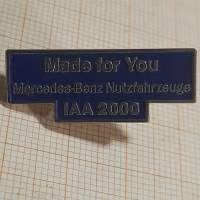 Made for You
Mercedes-Benz Nutzfahrzeuge
IAA 2000